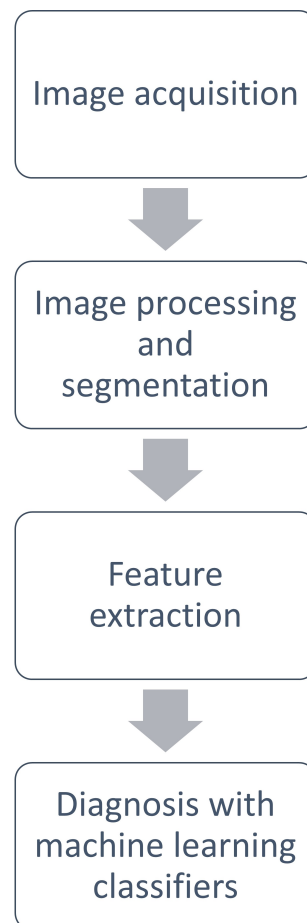 Image acquisition
Image processing
and
segmentation
Feature
extraction
Diagnosis with
machine learning
classifiers